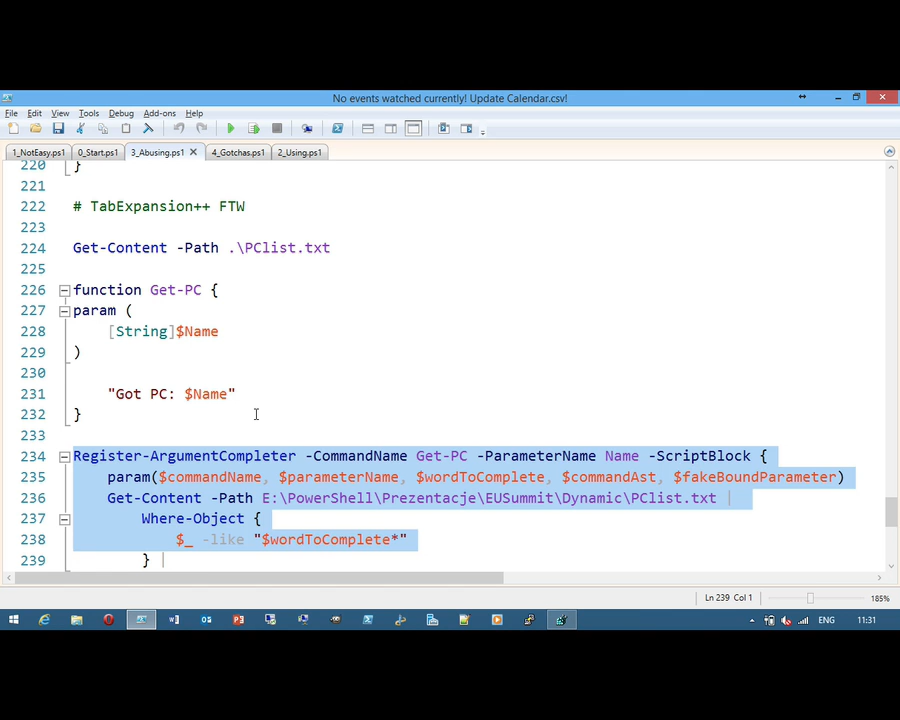 No events watched currently! Update Calendar.csv!
File Edit View Tools Debug Add-ons Help
1_NotEasy.ps1 0_Start.ps1 3_Abusing.ps1 4_Gotchas.ps1 2_Using.ps1
220 }
221
222 # TabExpansion++ FTW
223
224 Get-Content -Path .\PClist.txt
225
226 function Get-PC {
227 param (
228 [String]$Name
229 )
230
231 "Got PC: $Name"
232 }
233
234 Register-ArgumentCompleter -CommandName Get-PC -ParameterName Name -ScriptBlock {
235 param($commandName, $parameterName, $wordToComplete, $commandAst, $fakeBoundParameter)
236 Get-Content -Path E:\PowerShell\Prezentacje\EUSummit\Dynamic\PClist.txt |
237 Where-Object {
238 $_ -like "$wordToComplete*"
239 } |
Ln 239 Col 1 185%
ENG 11:31